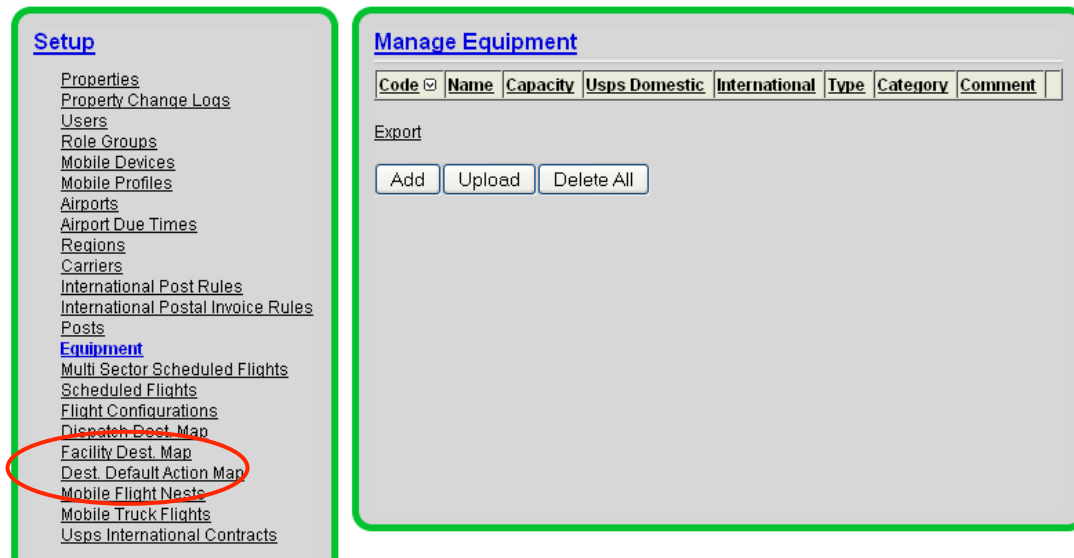 Setup
Properties
Property Change Logs
Users
Role Groups
Mobile Devices
Mobile Profiles
Airports
Airport Due Times
Regions
Carriers
International Post Rules
International Postal Invoice Rules
Posts
Equipment
Multi Sector Scheduled Flights
Scheduled Flights
Flight Configurations
Dispatch Dest. Map
Facility Dest. Map
Dest. Default Action Map
Mobile Flight Nests
Mobile Truck Flights
Usps International Contracts
Manage Equipment
Code Name Capacity Usps Domestic International Type Category Comment
Export
Add Upload Delete All